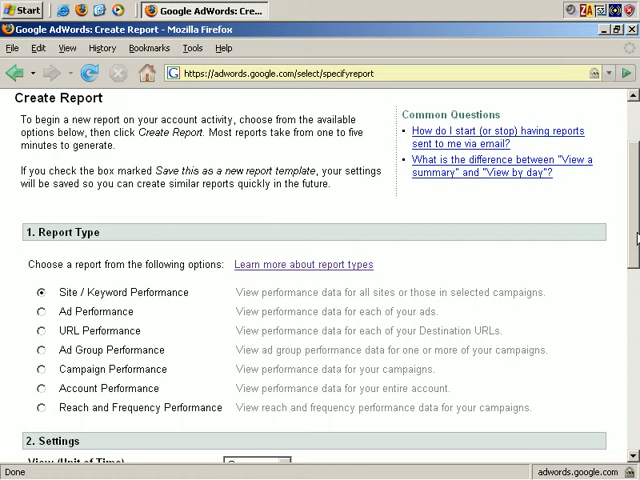 Start
Google AdWords: Cre...
ZA
Google AdWords: Create Report - Mozilla Firefox
File Edit View History Bookmarks Tools Help
https://adwords.google.com/select/specifyreport
Create Report
To begin a new report on your account activity, choose from the available
options below, then click Create Report. Most reports take from one to five
minutes to generate.
If you check the box marked Save this as a new report template, your settings
will be saved so you can create similar reports quickly in the future.
Common Questions
• How do I start (or stop) having reports
sent to me via email?
• What is the difference between "View a
summary" and "View by day"?
1. Report Type
Choose a report from the following options: Learn more about report types
Site / Keyword Performance View performance data for all sites or those in selected campaigns.
Ad Performance View performance data for each of your ads.
URL Performance View performance data for each of your Destination URLs.
Ad Group Performance View ad group performance data for one or more of your campaigns.
Campaign Performance View performance data for your campaigns.
Account Performance View performance data for your entire account.
Reach and Frequency Performance View reach and frequency performance data for your campaigns.
2. Settings
View (Unit of Time)
Done
adwords.google.com